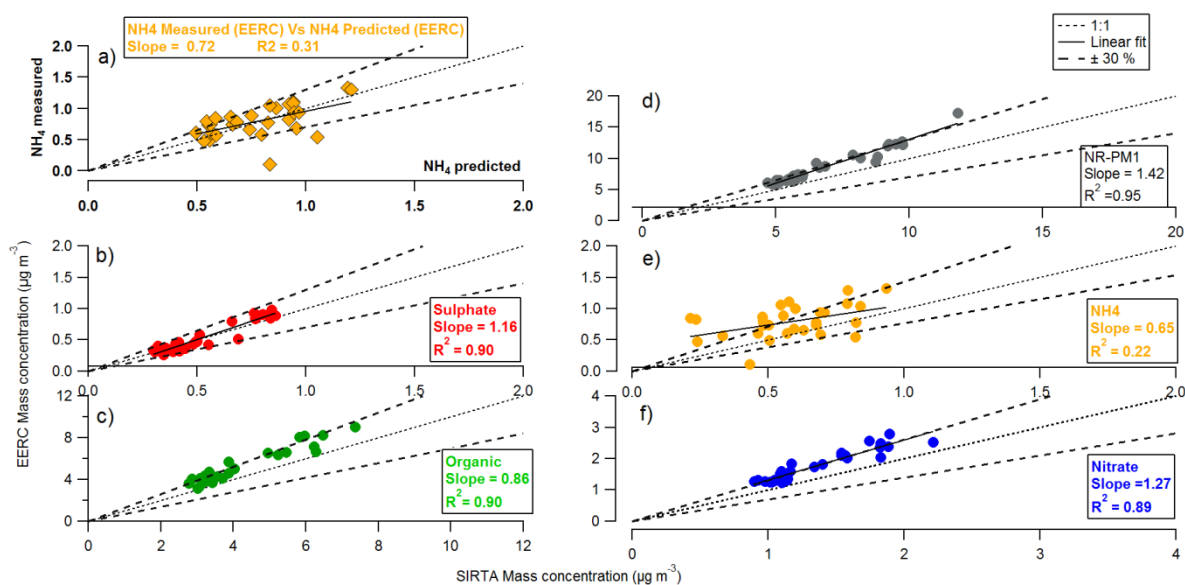 NH4 Measured (EERC) Vs NH4 Predicted (EERC)
Slope = 0.72 R2 = 0.31
a)
2.0
1.5
1.0
0.5
0.0
NH4 measured
NH4 predicted
0.0 0.5 1.0 1.5 2.0
1:1
Linear fit
± 30 %
d)
20
15
10
5
0
NR-PM1
Slope = 1.42
R2 =0.95
0 5 10 15 20
EERC Mass concentration (µg m-3)
b)
2.0
1.5
1.0
0.5
0.0
Sulphate
Slope = 1.16
R2 = 0.90
0.0 0.5 1.0 1.5 2.0
e)
2.0
1.5
1.0
0.5
0.0
NH4
Slope = 0.65
R2 = 0.22
0.0 0.5 1.0 1.5 2.0
c)
12
8
4
0
Organic
Slope = 0.86
R2 = 0.90
0 2 4 6 8 10 12
f)
4
3
2
1
0
Nitrate
Slope =1.27
R2 = 0.89
0 1 2 3 4
SIRTA Mass concentration (µg m-3)